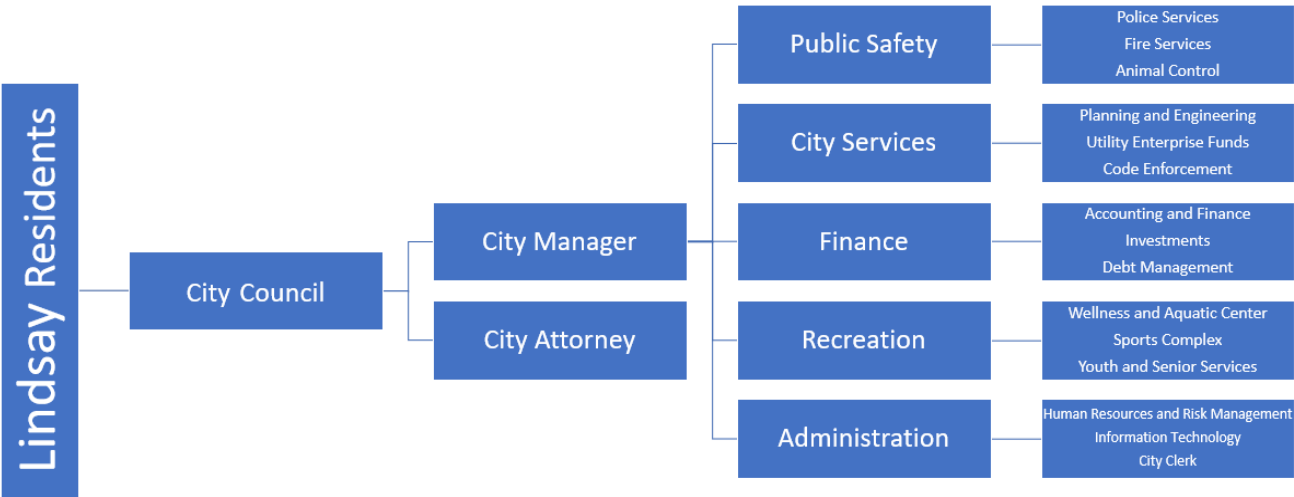 Lindsay Residents
City Council
City Manager
City Attorney
Public Safety
Police Services
Fire Services
Animal Control
City Services
Planning and Engineering
Utility Enterprise Funds
Code Enforcement
Finance
Accounting and Finance
Investments
Debt Management
Recreation
Wellness and Aquatic Center
Sports Complex
Youth and Senior Services
Administration
Human Resources and Risk Management
Information Technology
City Clerk